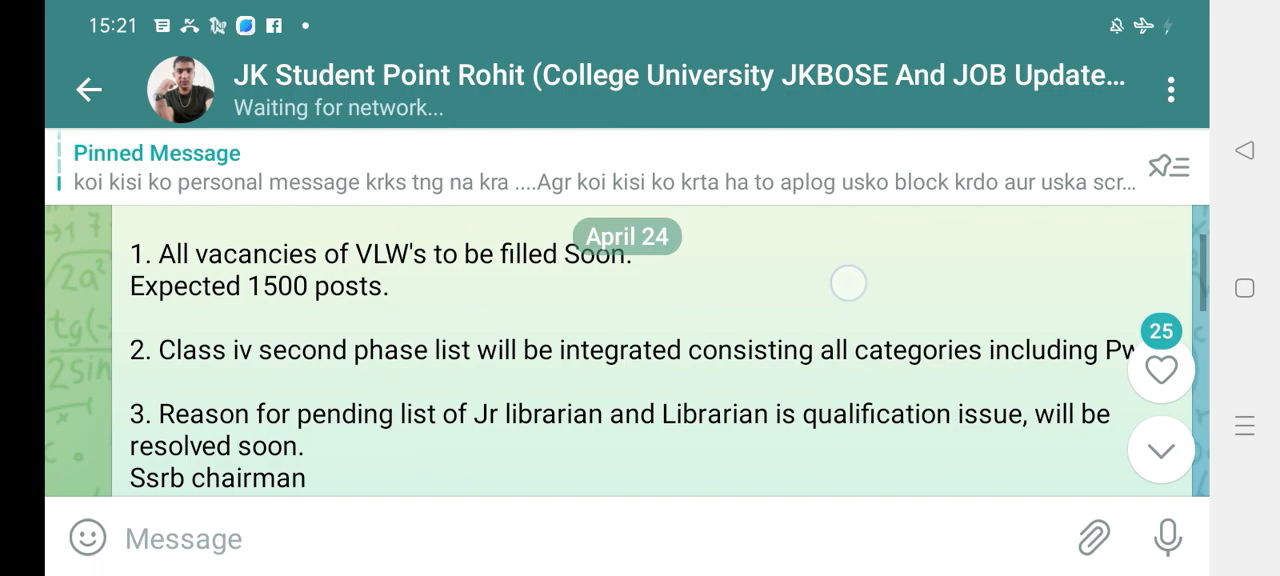 15:21
JK Student Point Rohit (College University JKBOSE And JOB Update...
Waiting for network...
Pinned Message
koi kisi ko personal message krks tng na kra ....Agr koi kisi ko krta ha to aplog usko block krdo aur uska scr...
April 24
1. All vacancies of VLW's to be filled Soon.
Expected 1500 posts.
25
2. Class iv second phase list will be integrated consisting all categories including
3. Reason for pending list of Jr librarian and Librarian is qualification issue, will be
resolved soon.
Ssrb chairman
Message